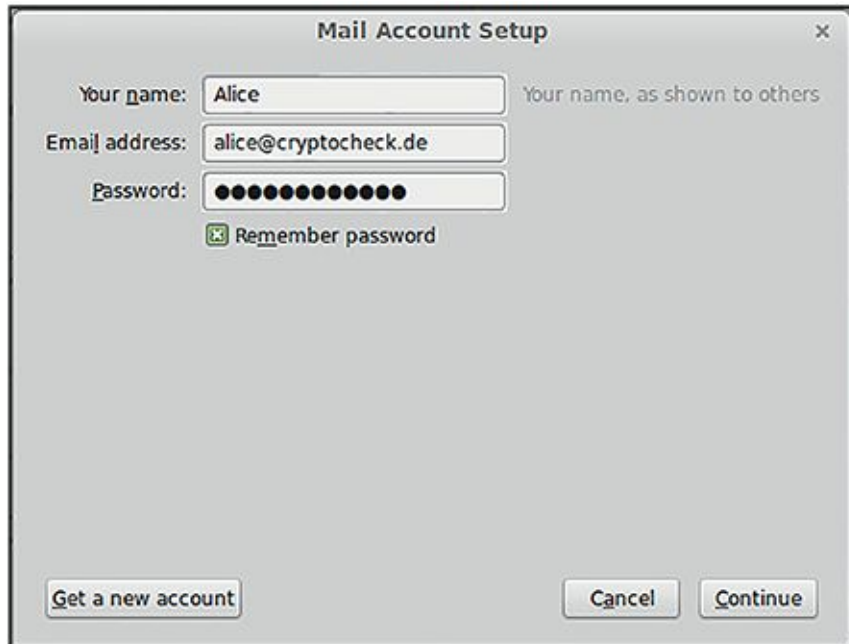 Mail Account Setup
Your name: Alice Your name, as shown to others
Email address: alice@cryptocheck.de
Password: ●●●●●●●●●●●●
Remember password
Get a new account Cancel Continue